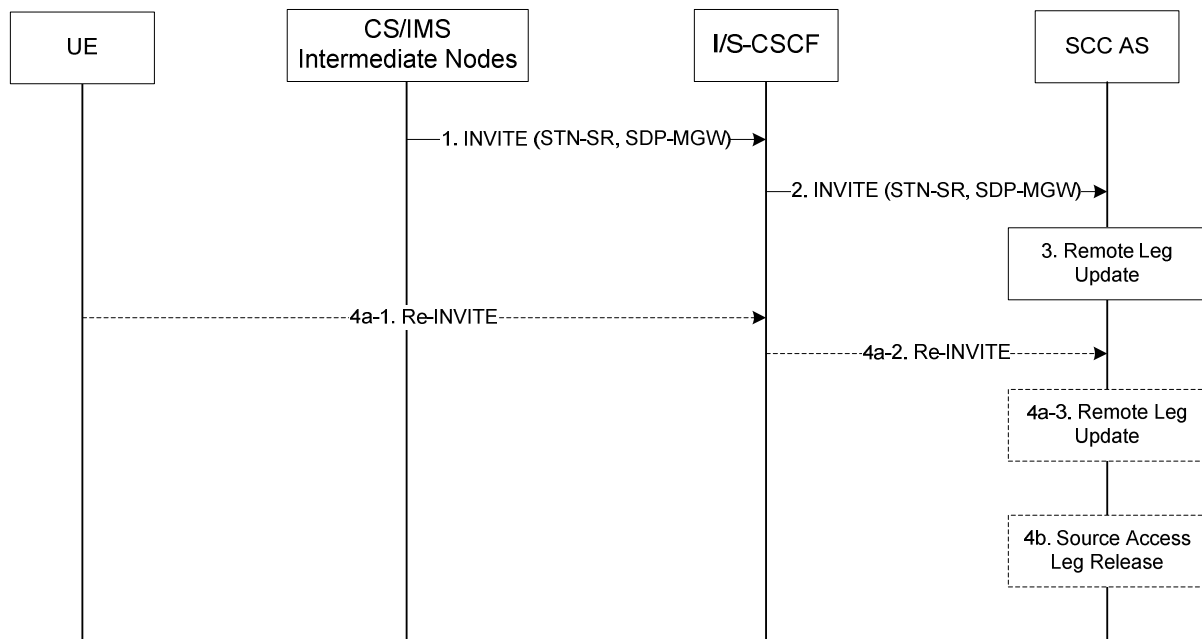 UE
CS/IMS
Intermediate Nodes
I/S-CSCF
SCC AS
1. INVITE (STN-SR, SDP-MGW)
2. INVITE (STN-SR, SDP-MGW)
3. Remote Leg
Update
4a-1. Re-INVITE
4a-2. Re-INVITE
4a-3. Remote Leg
Update
4b. Source Access
Leg Release